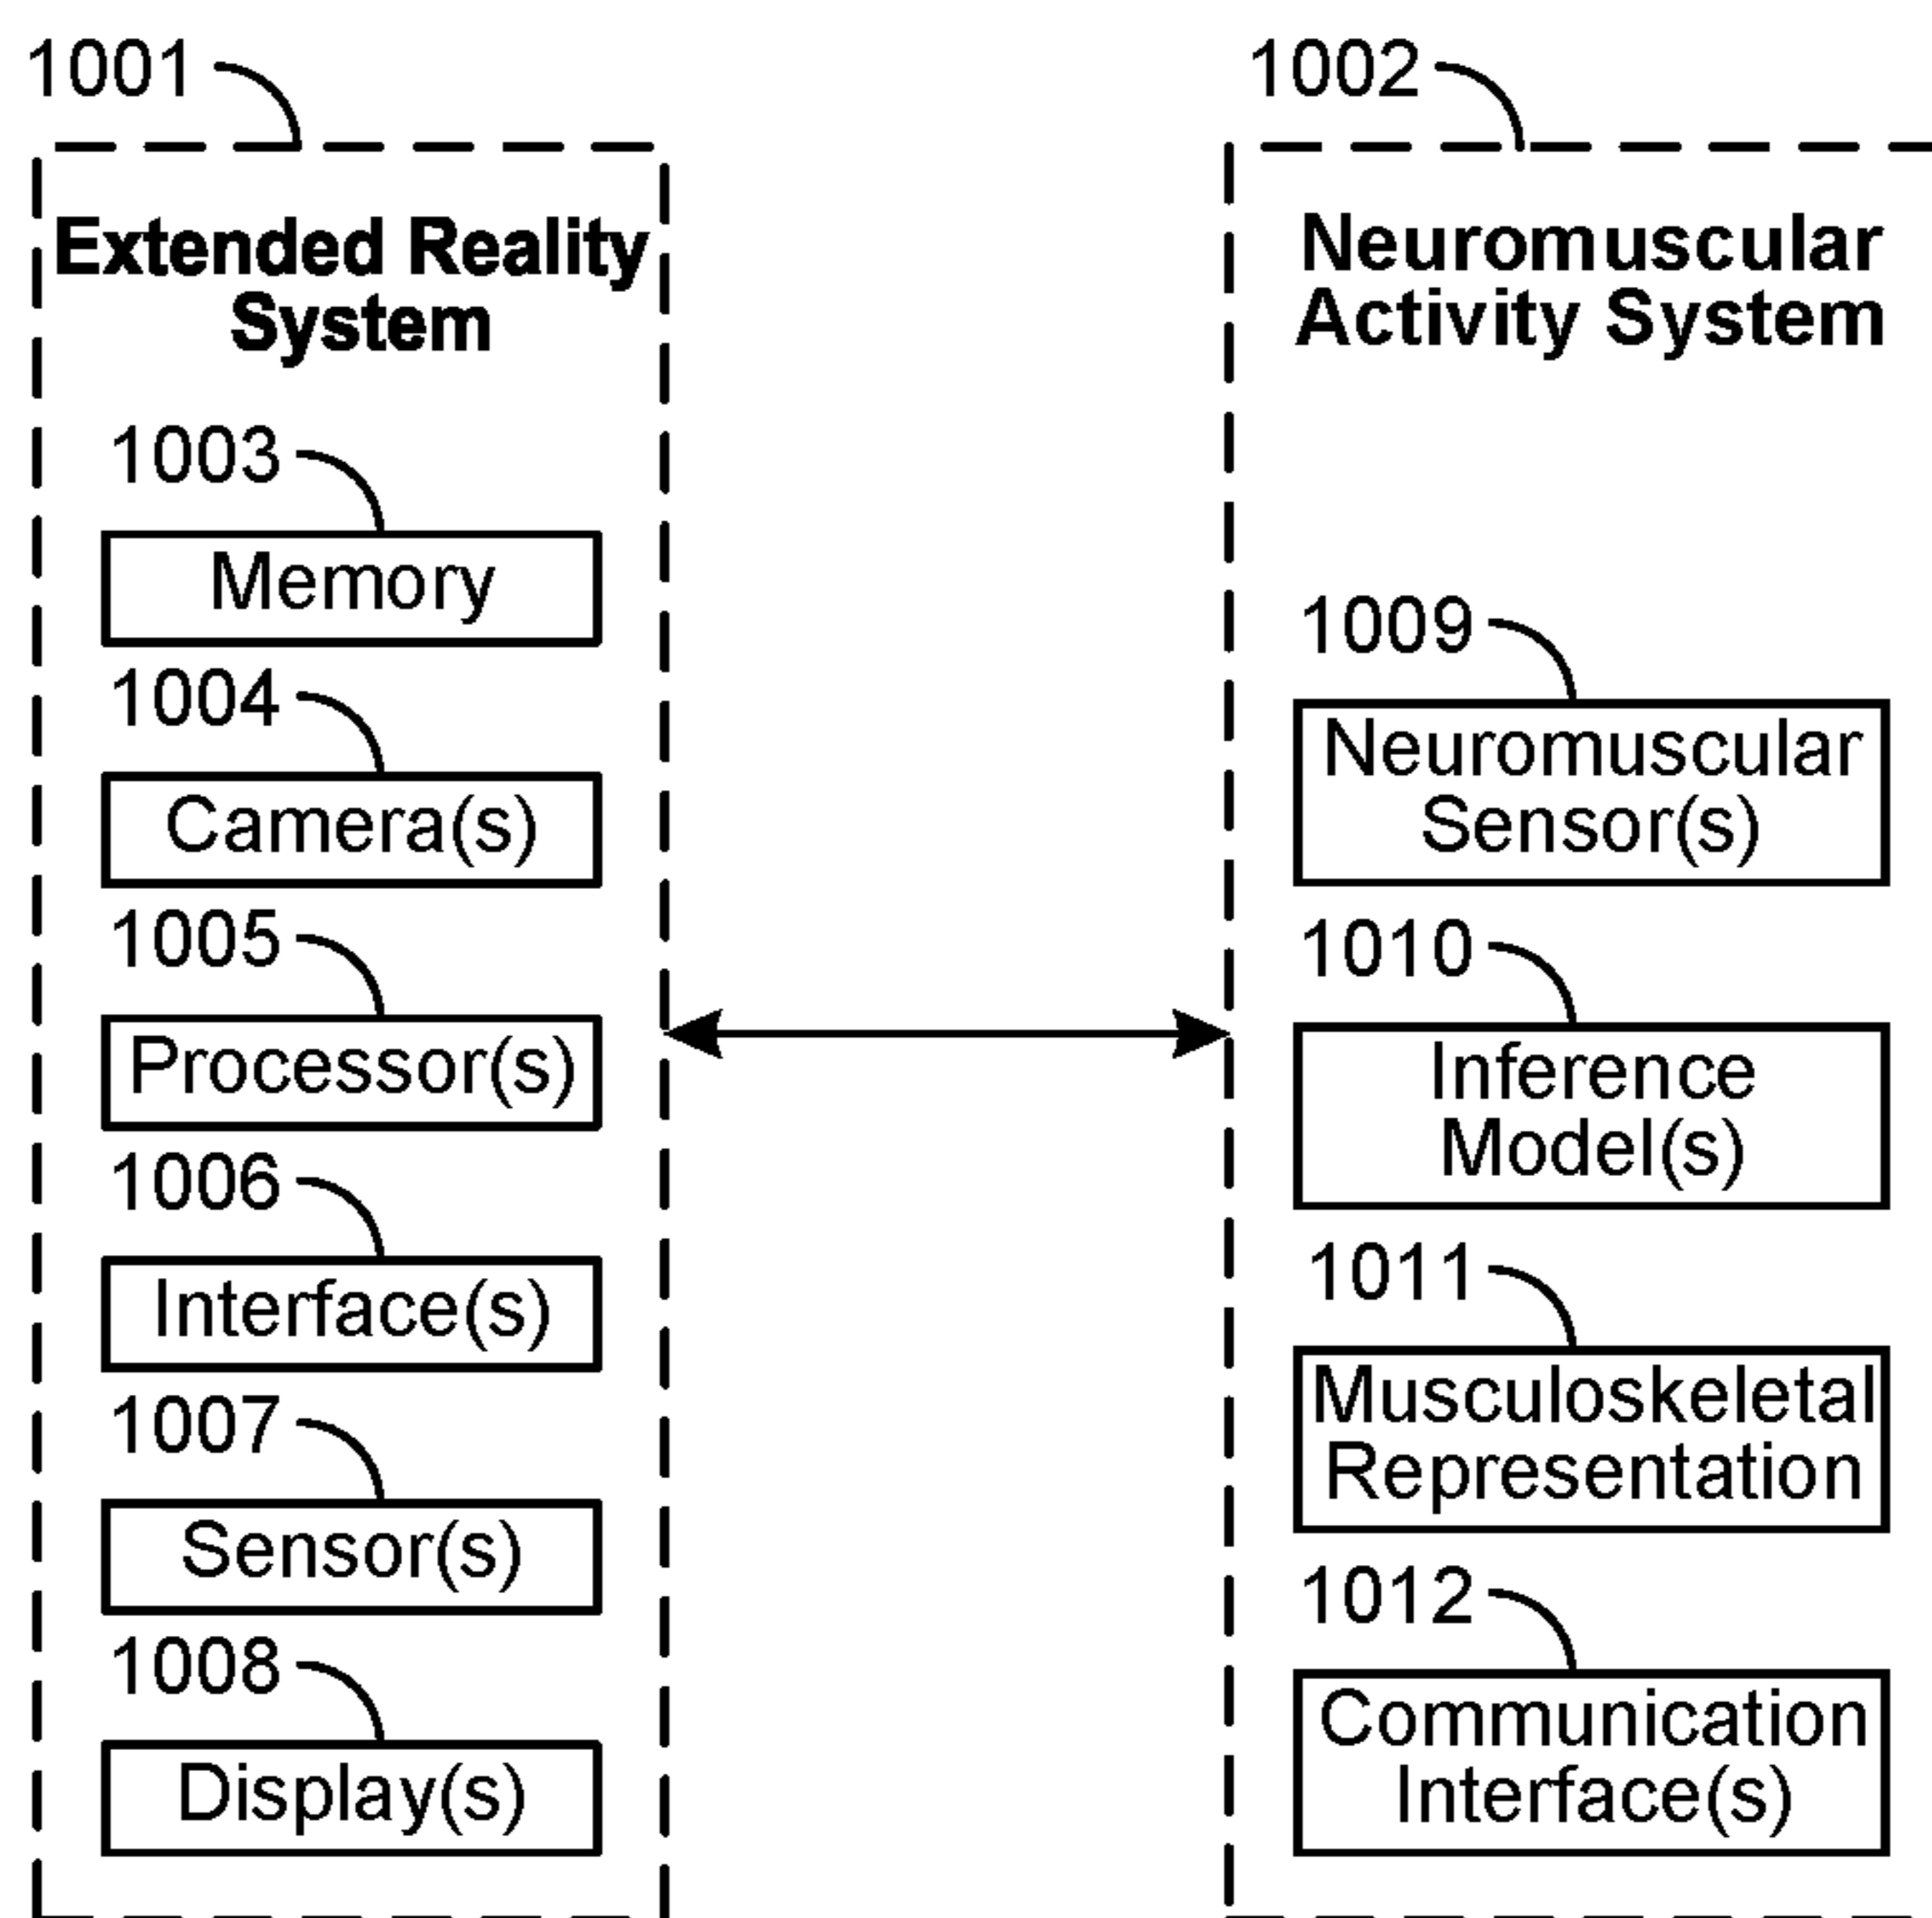 1001
Extended Reality
System
1003
Memory
1004
Camera(s)
1005
Processor(s)
1006
Interface(s)
1007
Sensor(s)
1008
Display(s)
1002
Neuromuscular
Activity System
1009
Neuromuscular
Sensor(s)
1010
Inference
Model(s)
1011
Musculoskeletal
Representation
1012
Communication
Interface(s)